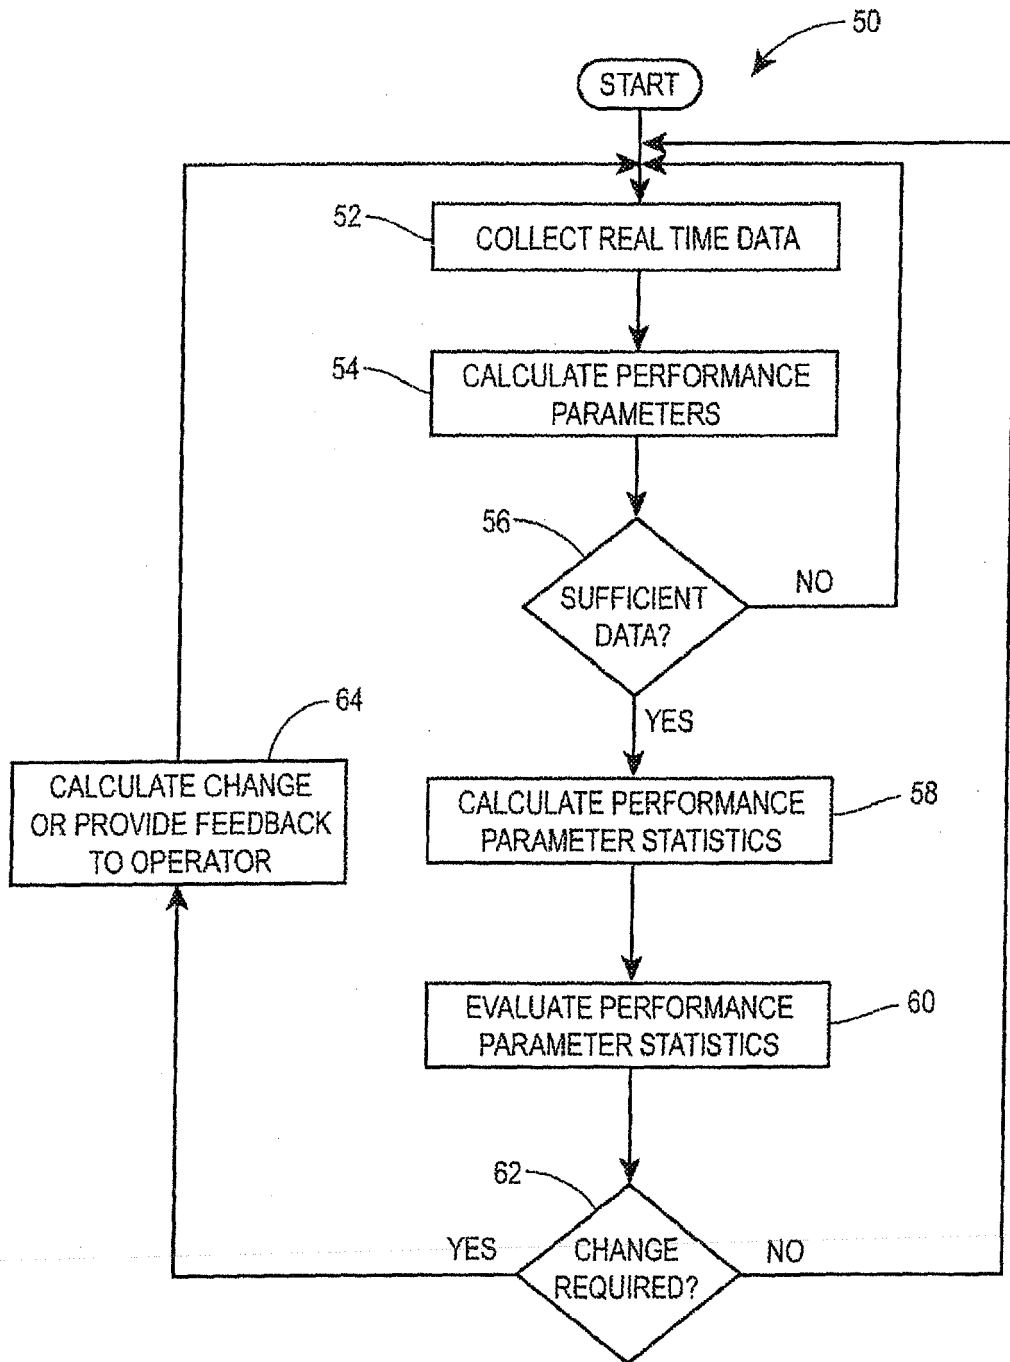 50
START
52
COLLECT REAL TIME DATA
54
CALCULATE PERFORMANCE
PARAMETERS
56
SUFFICIENT
DATA?
NO
YES
64
CALCULATE CHANGE
OR PROVIDE FEEDBACK
TO OPERATOR
CALCULATE PERFORMANCE
PARAMETER STATISTICS
58
EVALUATE PERFORMANCE
PARAMETER STATISTICS
60
62
YES
CHANGE
REQUIRED?
NO